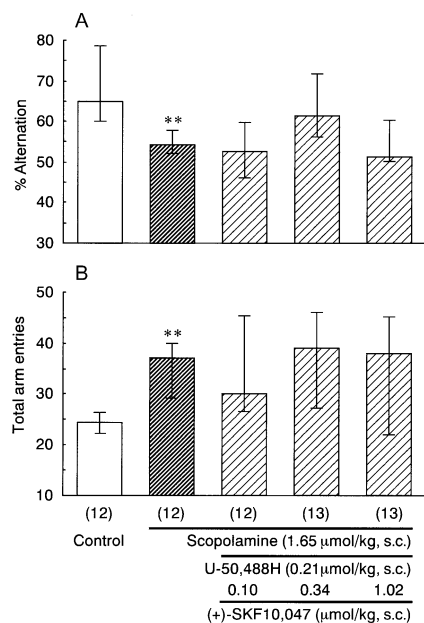 A
% Alternation
80
70
60
50
40
30
**
B
Total arm entries
50
40
30
20
10
**
(12) (12) (12) (13) (13)
Control Scopolamine (1.65 μmol/kg, s.c.)
U-50,488H (0.21μmol/kg, s.c.)
0.10 0.34 1.02
(+)-SKF10,047 (μmol/kg, s.c.)